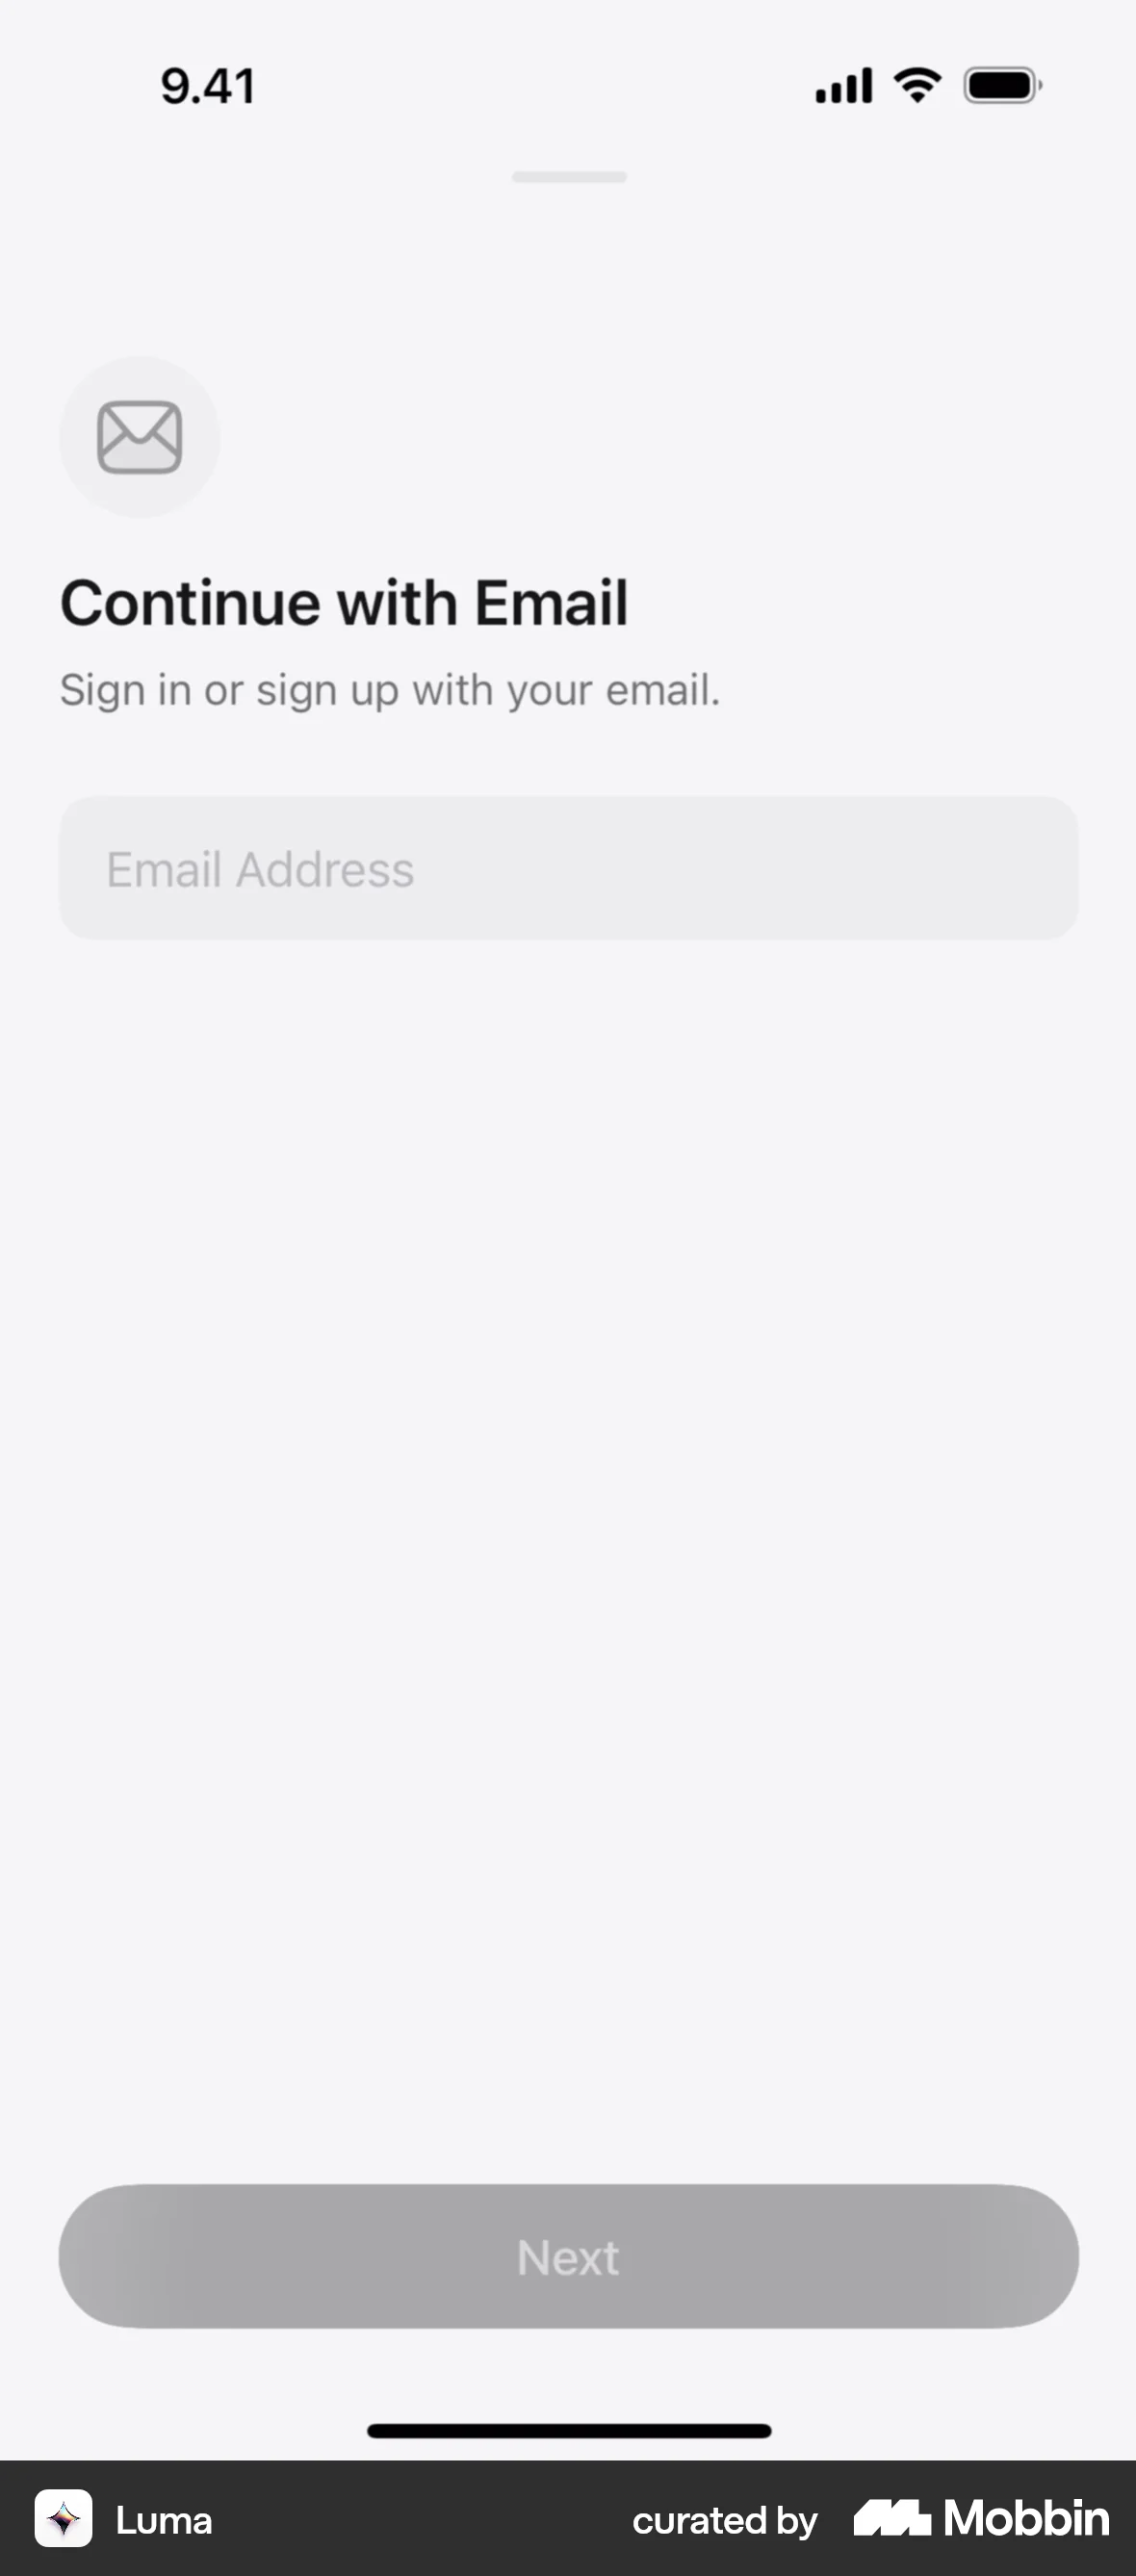 9.41
Continue with Email
Sign in or sign up with your email.
Email Address
Next
Luma
curated by Mobbin